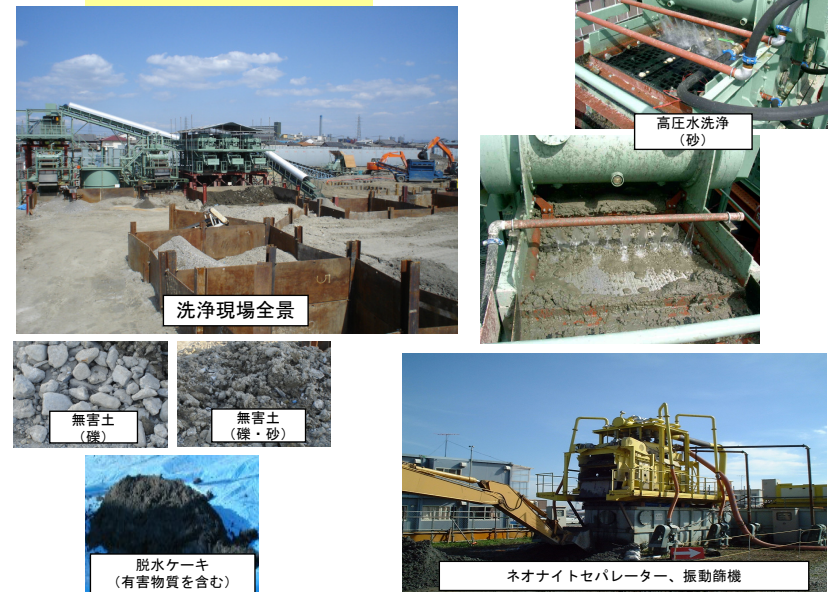 高圧水洗浄
（砂）
洗浄現場全景
無害土
（礫）
無害土
（礫・砂）
脱水ケーキ
（有害物質を含む）
ネオナイトセパレーター、振動篩機